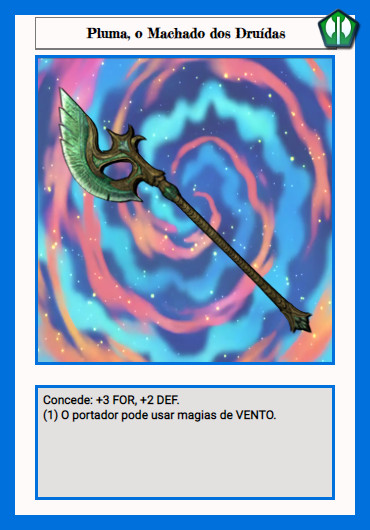 Pluma, o Machado dos Druídas
Concede: +3 FOR, +2 DEF.
(1) O portador pode usar magias de VENTO.